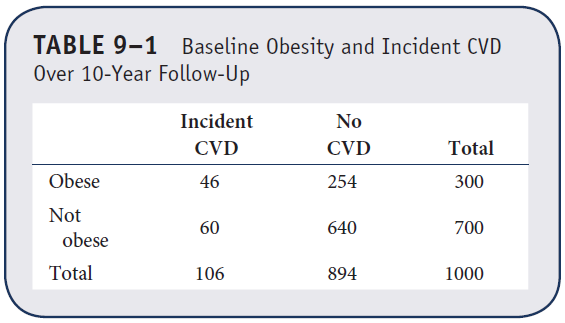 TABLE 9–1 Baseline Obesity and Incident CVD
Over 10-Year Follow-Up
Incident No
CVD CVD Total
Obese 46 254 300
Not
obese 60 640 700
Total 106 894 1000